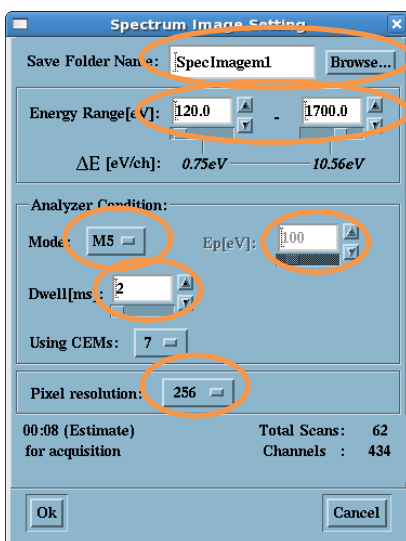 Spectrum Image Setting
Save Folder Name: SpecImagem1 Browse...
Energy Range[eV]: 120.0 - 1700.0
ΔE [eV/ch]: 0.75eV 10.56eV
Analyzer Condition:
Mode: M5 Ep[eV]: 100
Dwell[ms]: 2
Using CEMs: 7
Pixel resolution: 256
00:08 (Estimate) Total Scans: 62
for acquisition Channels : 434
Ok Cancel